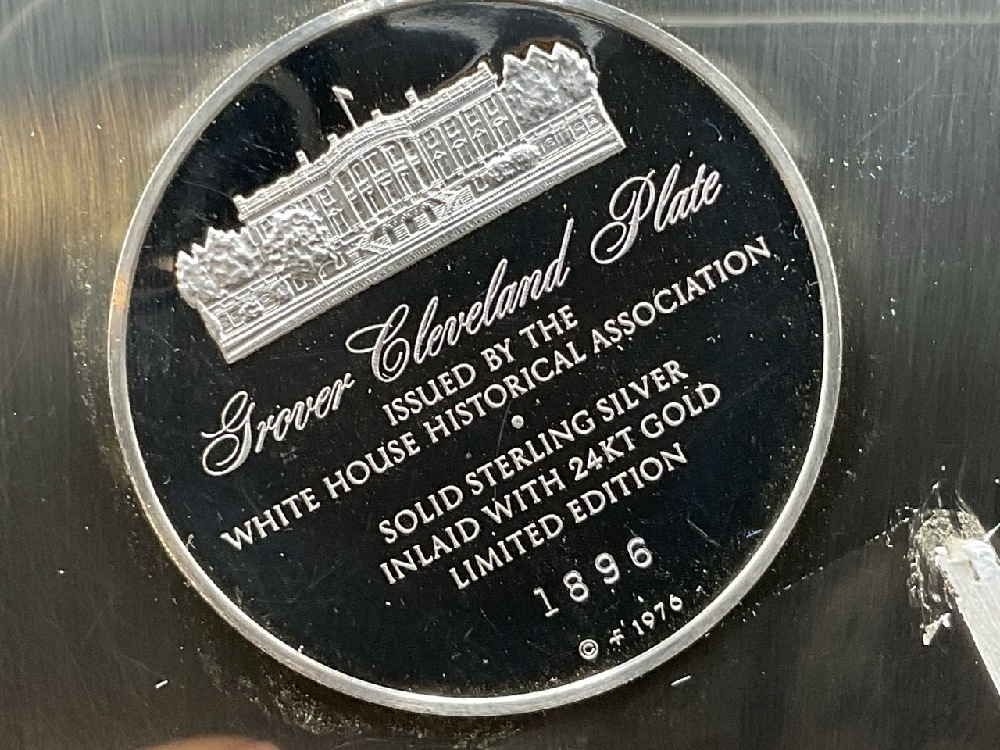 Grover Cleveland Plate
ISSUED BY THE
WHITE HOUSE HISTORICAL ASSOCIATION
SOLID STERLING SILVER
INLAID WITH 24KT GOLD
LIMITED EDITION
1896
© 1976